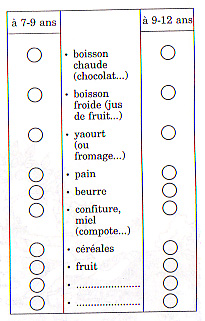 à 7-9 ans
à 9-12 ans
• boisson
chaude
(chocolat...)
• boisson
froide (jus
de fruit...)
• yaourt
(ou
fromage...)
• pain
• beurre
• confiture,
miel
(compote...)
• céréales
• fruit
• ......................
• ......................